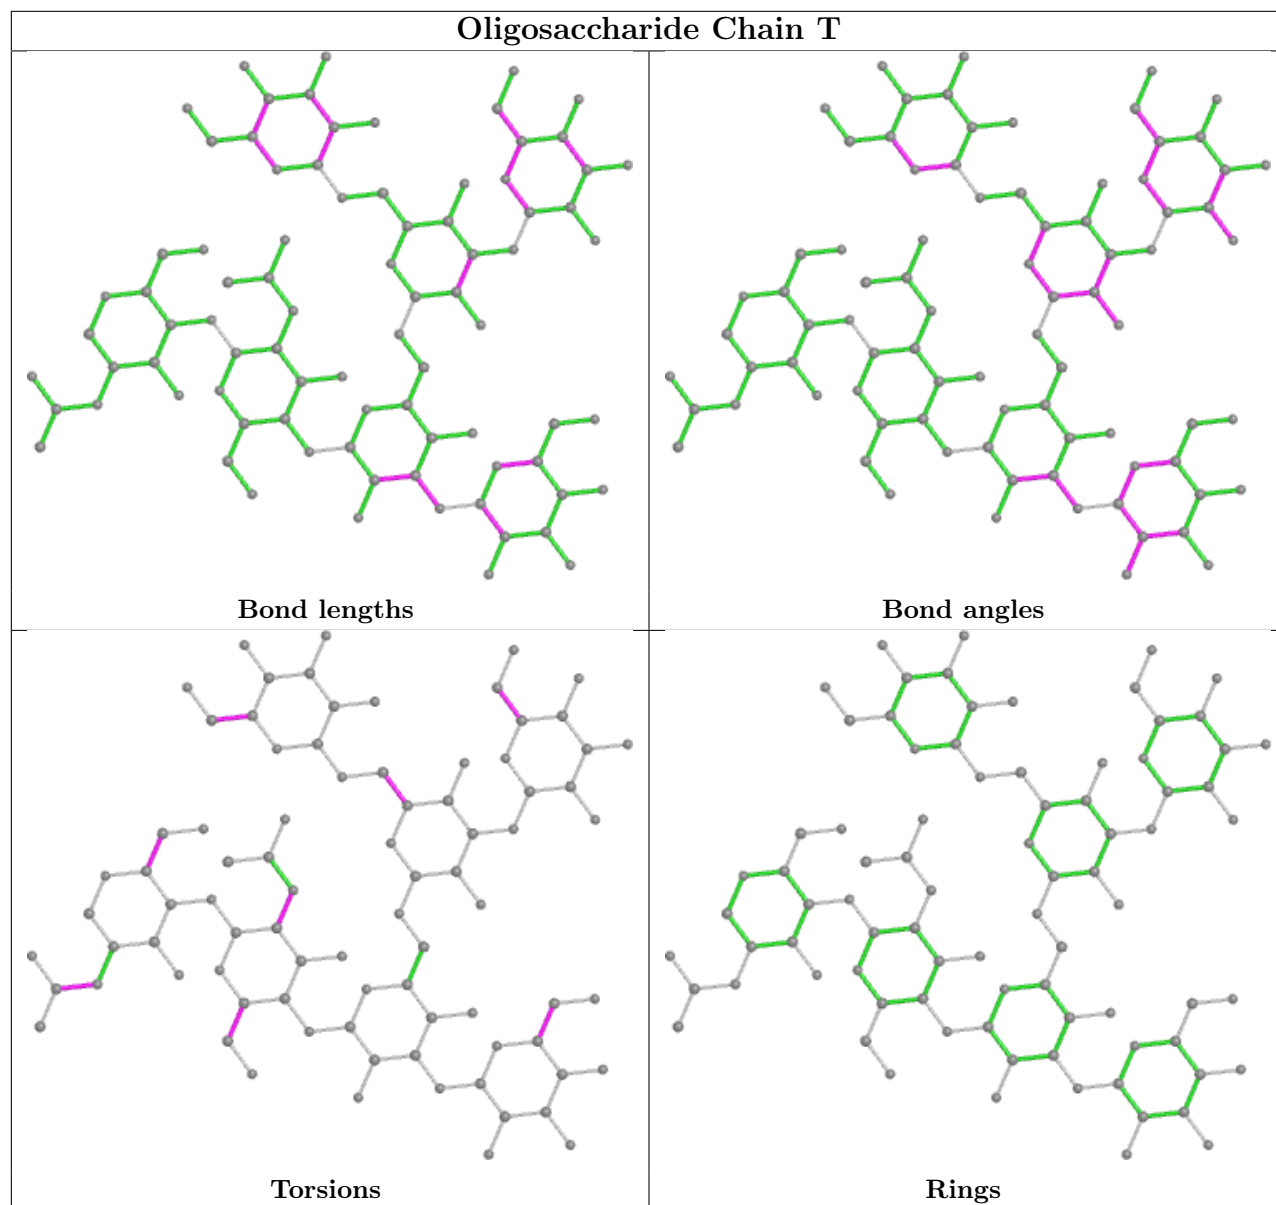 Oligosaccharide Chain T
Bond lengths
Bond angles
Torsions
Rings